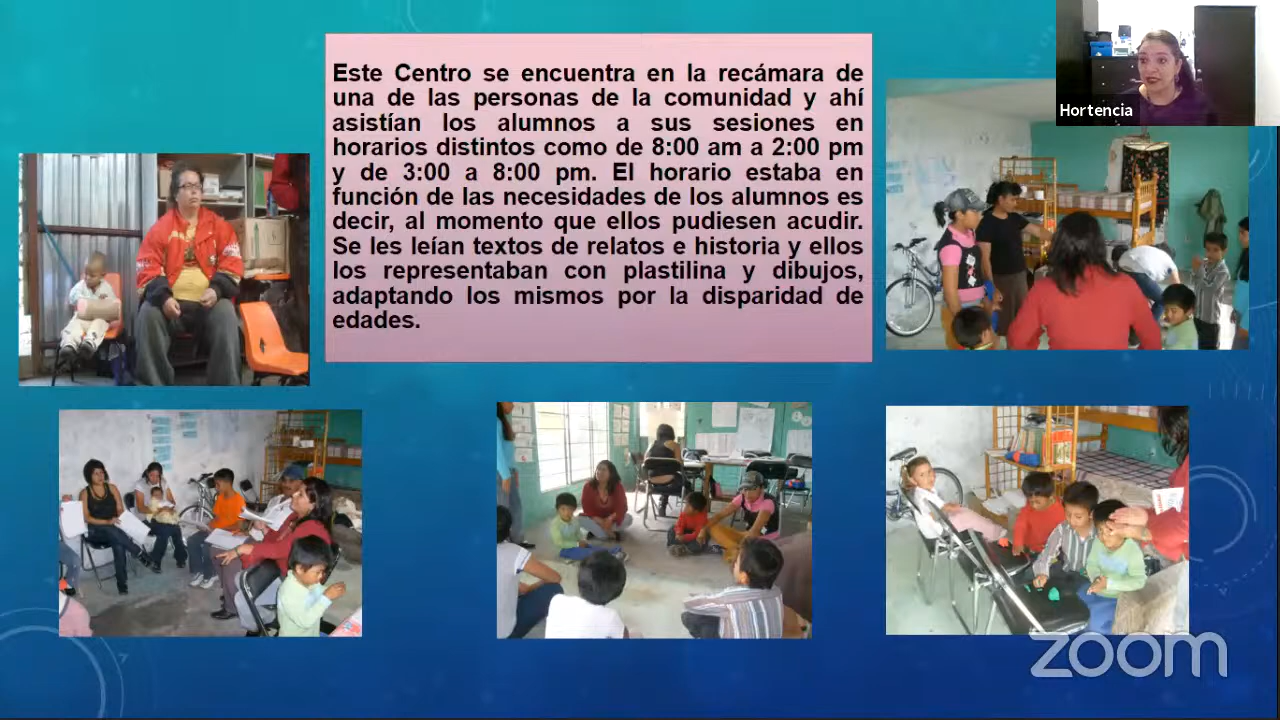 Este Centro se encuentra en la recámara de
una de las personas de la comunidad y ahí
asistían los alumnos a sus sesiones en
horarios distintos como de 8:00 am a 2:00 pm
y de 3:00 a 8:00 pm. El horario estaba en
función de las necesidades de los alumnos es
decir, al momento que ellos pudiesen acudir.
Se les leían textos de relatos e historia y ellos
los representaban con plastilina y dibujos,
adaptando los mismos por la disparidad de
edades.
Hortencia
zoom